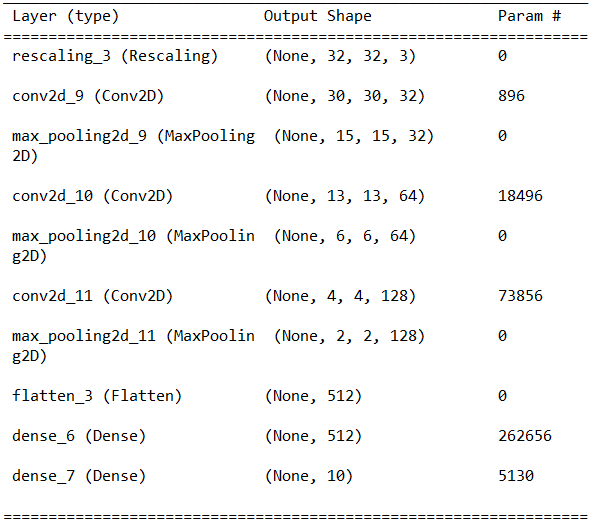 Layer (type) Output Shape Param #
=================================================================
rescaling_3 (Rescaling) (None, 32, 32, 3) 0
conv2d_9 (Conv2D) (None, 30, 30, 32) 896
max_pooling2d_9 (MaxPooling (None, 15, 15, 32) 0
2D)
conv2d_10 (Conv2D) (None, 13, 13, 64) 18496
max_pooling2d_10 (MaxPoolin (None, 6, 6, 64) 0
g2D)
conv2d_11 (Conv2D) (None, 4, 4, 128) 73856
max_pooling2d_11 (MaxPoolin (None, 2, 2, 128) 0
g2D)
flatten_3 (Flatten) (None, 512) 0
dense_6 (Dense) (None, 512) 262656
dense_7 (Dense) (None, 10) 5130
=================================================================